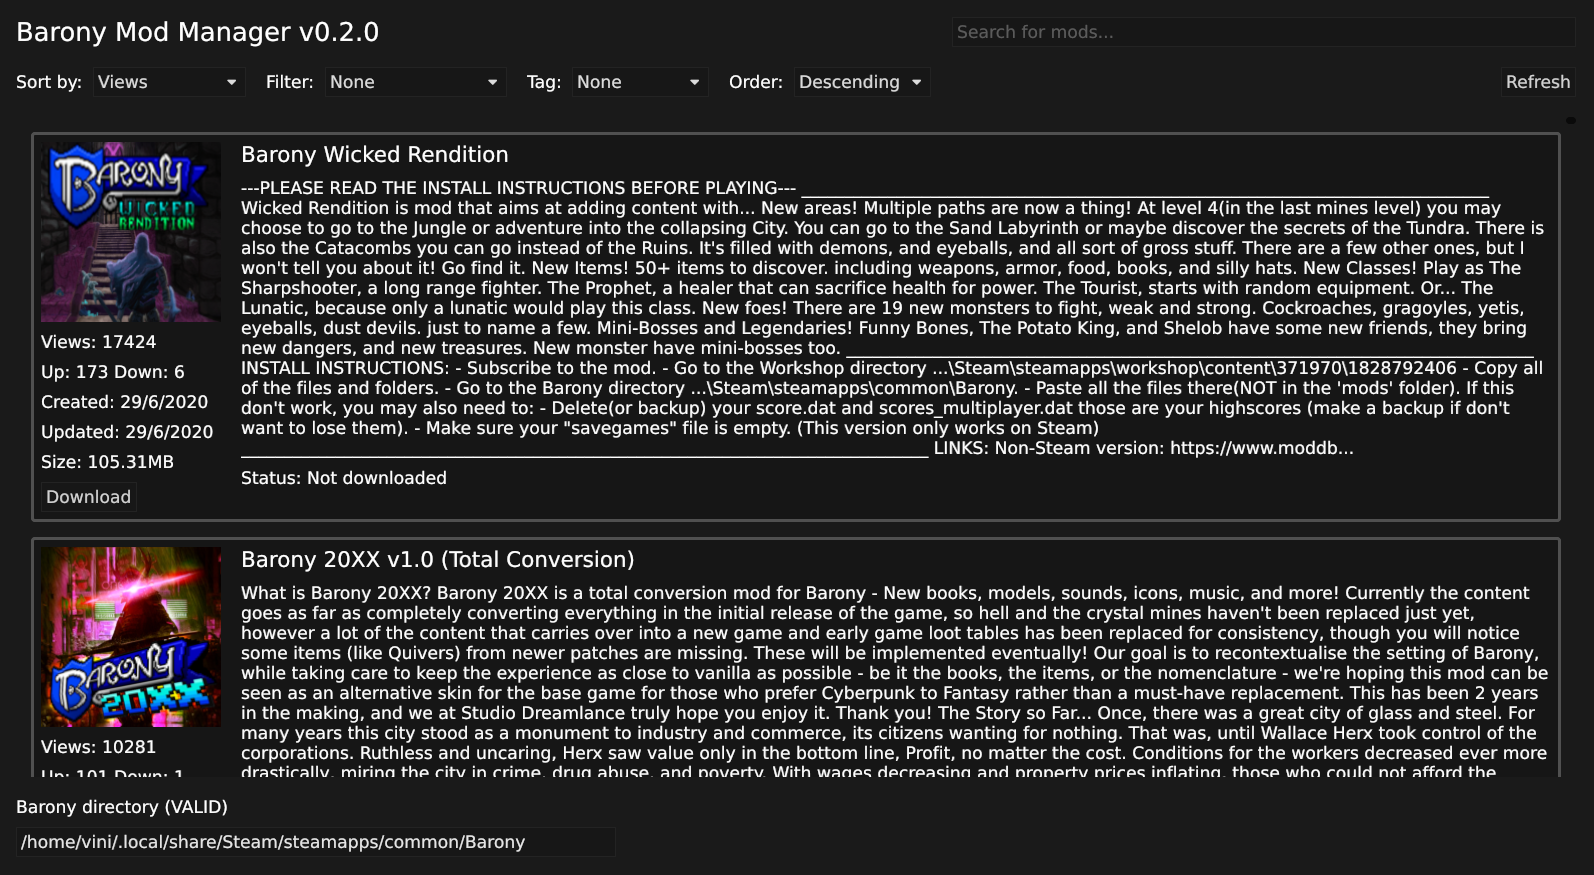 Barony Mod Manager v0.2.0
Search for mods...
Sort by: Views Filter: None Tag: None Order: Descending Refresh
BARONY
WICKED
RENDITION
Barony Wicked Rendition
---PLEASE READ THE INSTALL INSTRUCTIONS BEFORE PLAYING--- ______________________________________________________________________
Wicked Rendition is mod that aims at adding content with... New areas! Multiple paths are now a thing! At level 4(in the last mines level) you may
choose to go to the Jungle or adventure into the collapsing City. You can go to the Sand Labyrinth or maybe discover the secrets of the Tundra. There is
also the Catacombs you can go instead of the Ruins. It's filled with demons, and eyeballs, and all sort of gross stuff. There are a few other ones, but I
won't tell you about it! Go find it. New Items! 50+ items to discover. including weapons, armor, food, books, and silly hats. New Classes! Play as The
Sharpshooter, a long range fighter. The Prophet, a healer that can sacrifice health for power. The Tourist, starts with random equipment. Or... The
Lunatic, because only a lunatic would play this class. New foes! There are 19 new monsters to fight, weak and strong. Cockroaches, gragoyles, yetis,
eyeballs, dust devils. just to name a few. Mini-Bosses and Legendaries! Funny Bones, The Potato King, and Shelob have some new friends, they bring
new dangers, and new treasures. New monster have mini-bosses too. ______________________________________________________________________
INSTALL INSTRUCTIONS: - Subscribe to the mod. - Go to the Workshop directory ...\Steam\steamapps\workshop\content\371970\1828792406 - Copy all
of the files and folders. - Go to the Barony directory ...\Steam\steamapps\common\Barony. - Paste all the files there(NOT in the 'mods' folder). If this
don't work, you may also need to: - Delete(or backup) your score.dat and scores_multiplayer.dat those are your highscores (make a backup if don't
want to lose them). - Make sure your "savegames" file is empty. (This version only works on Steam)
______________________________________________________________________ LINKS: Non-Steam version: https://www.moddb...
Status: Not downloaded
Views: 17424
Up: 173 Down: 6
Created: 29/6/2020
Updated: 29/6/2020
Size: 105.31MB
Download
BARONY
20XX
Barony 20XX v1.0 (Total Conversion)
What is Barony 20XX? Barony 20XX is a total conversion mod for Barony - New books, models, sounds, icons, music, and more! Currently the content
goes as far as completely converting everything in the initial release of the game, so hell and the crystal mines haven't been replaced just yet,
however a lot of the content that carries over into a new game and early game loot tables has been replaced for consistency, though you will notice
some items (like Quivers) from newer patches are missing. These will be implemented eventually! Our goal is to recontextualise the setting of Barony,
while taking care to keep the experience as close to vanilla as possible - be it the books, the items, or the nomenclature - we're hoping this mod can be
seen as an alternative skin for the base game for those who prefer Cyberpunk to Fantasy rather than a must-have replacement. This has been 2 years
in the making, and we at Studio Dreamlance truly hope you enjoy it. Thank you! The Story so Far... Once, there was a great city of glass and steel. For
many years this city stood as a monument to industry and commerce, its citizens wanting for nothing. That was, until Wallace Herx took control of the
corporations. Ruthless and uncaring, Herx saw value only in the bottom line, Profit, no matter the cost. Conditions for the workers decreased ever more
drastically, miring the city in crime, drug abuse, and poverty. With wages decreasing and property prices inflating, those who could not afford the
Views: 10281
Up: 101 Down: 1
Barony directory (VALID)
/home/vini/.local/share/Steam/steamapps/common/Barony